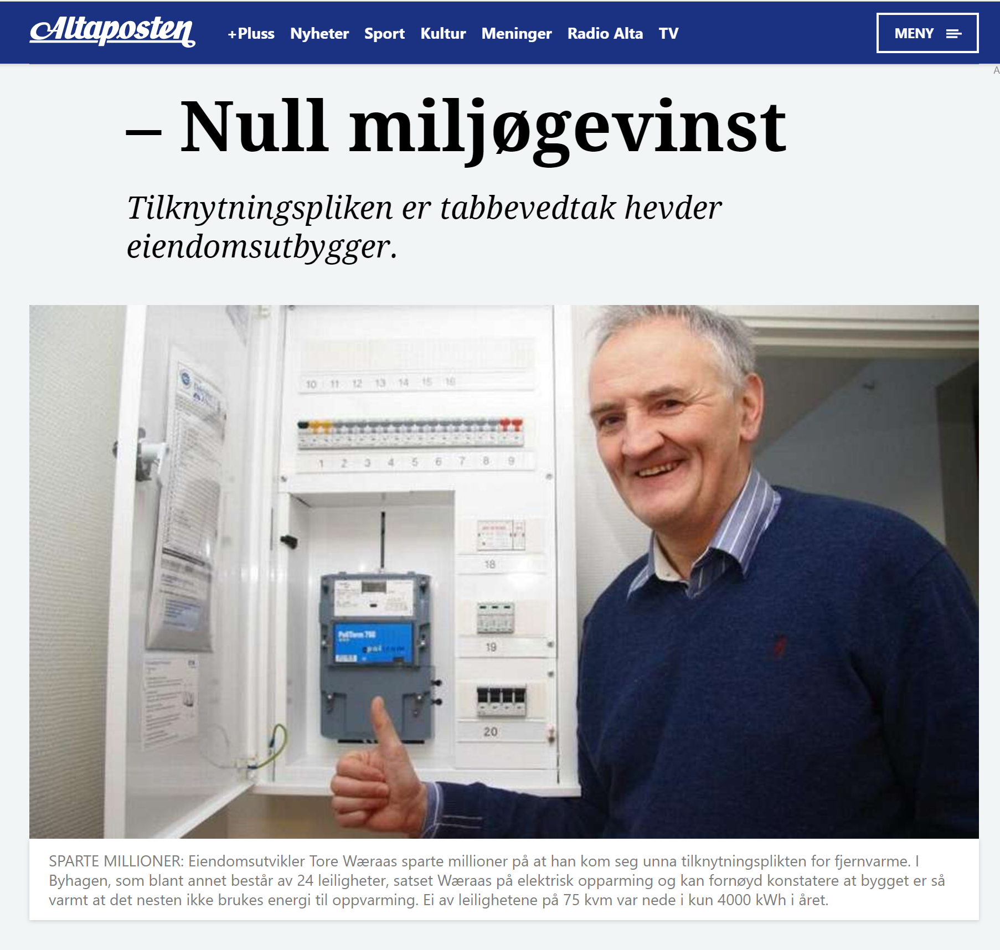 Altaposten
+Pluss Nyheter Sport Kultur Meninger Radio Alta TV
MENY
A
– Null miljøgevinst
Tilknytningspliken er tabbevedtak hevder
eiendomsutbygger.
10 11 12 13 14 15 16
1 2 3 4 5 6 7 8 9
18
19
20
SPARTE MILLIONER: Eiendomsutvikler Tore Wæraas sparte millioner på at han kom seg unna tilknytningsplikten for fjernvarme. I
Byhagen, som blant annet består av 24 leiligheter, satset Wæraas på elektrisk opparming og kan fornøyd konstatere at bygget er så
varmt at det nesten ikke brukes energi til oppvarming. Ei av leilighetene på 75 kvm var nede i kun 4000 kWh i året.